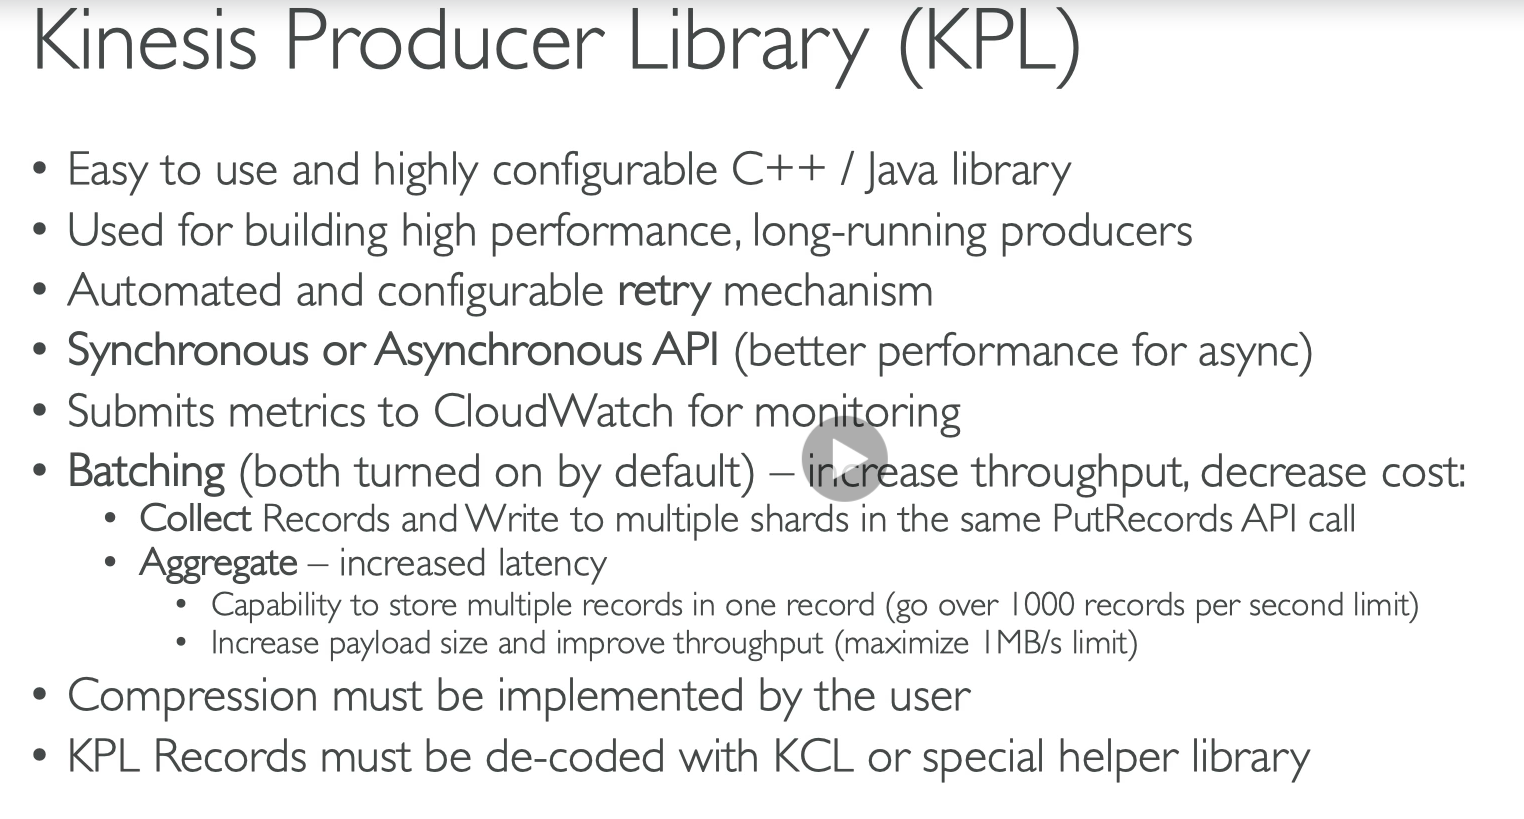 Kinesis Producer Library (KPL)
• Easy to use and highly configurable C++ / Java library
• Used for building high performance, long-running producers
• Automated and configurable retry mechanism
• Synchronous or Asynchronous API (better performance for async)
• Submits metrics to CloudWatch for monitoring
• Batching (both turned on by default) – increase throughput, decrease cost:
• Collect Records and Write to multiple shards in the same PutRecords API call
• Aggregate – increased latency
• Capability to store multiple records in one record (go over 1000 records per second limit)
• Increase payload size and improve throughput (maximize 1MB/s limit)
• Compression must be implemented by the user
• KPL Records must be de-coded with KCL or special helper library